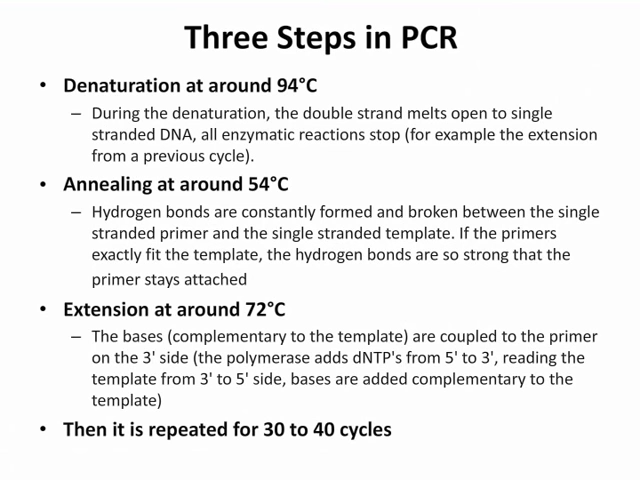 Three Steps in PCR
• Denaturation at around 94°C
– During the denaturation, the double strand melts open to single
stranded DNA, all enzymatic reactions stop (for example the extension
from a previous cycle).
• Annealing at around 54°C
– Hydrogen bonds are constantly formed and broken between the single
stranded primer and the single stranded template. If the primers
exactly fit the template, the hydrogen bonds are so strong that the
primer stays attached
• Extension at around 72°C
– The bases (complementary to the template) are coupled to the primer
on the 3' side (the polymerase adds dNTP's from 5' to 3', reading the
template from 3' to 5' side, bases are added complementary to the
template)
• Then it is repeated for 30 to 40 cycles